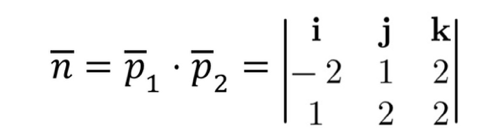 n̅ = p̅₁ · p̅₂ = | i j k |
| − 2 1 2 |
| 1 2 2 |